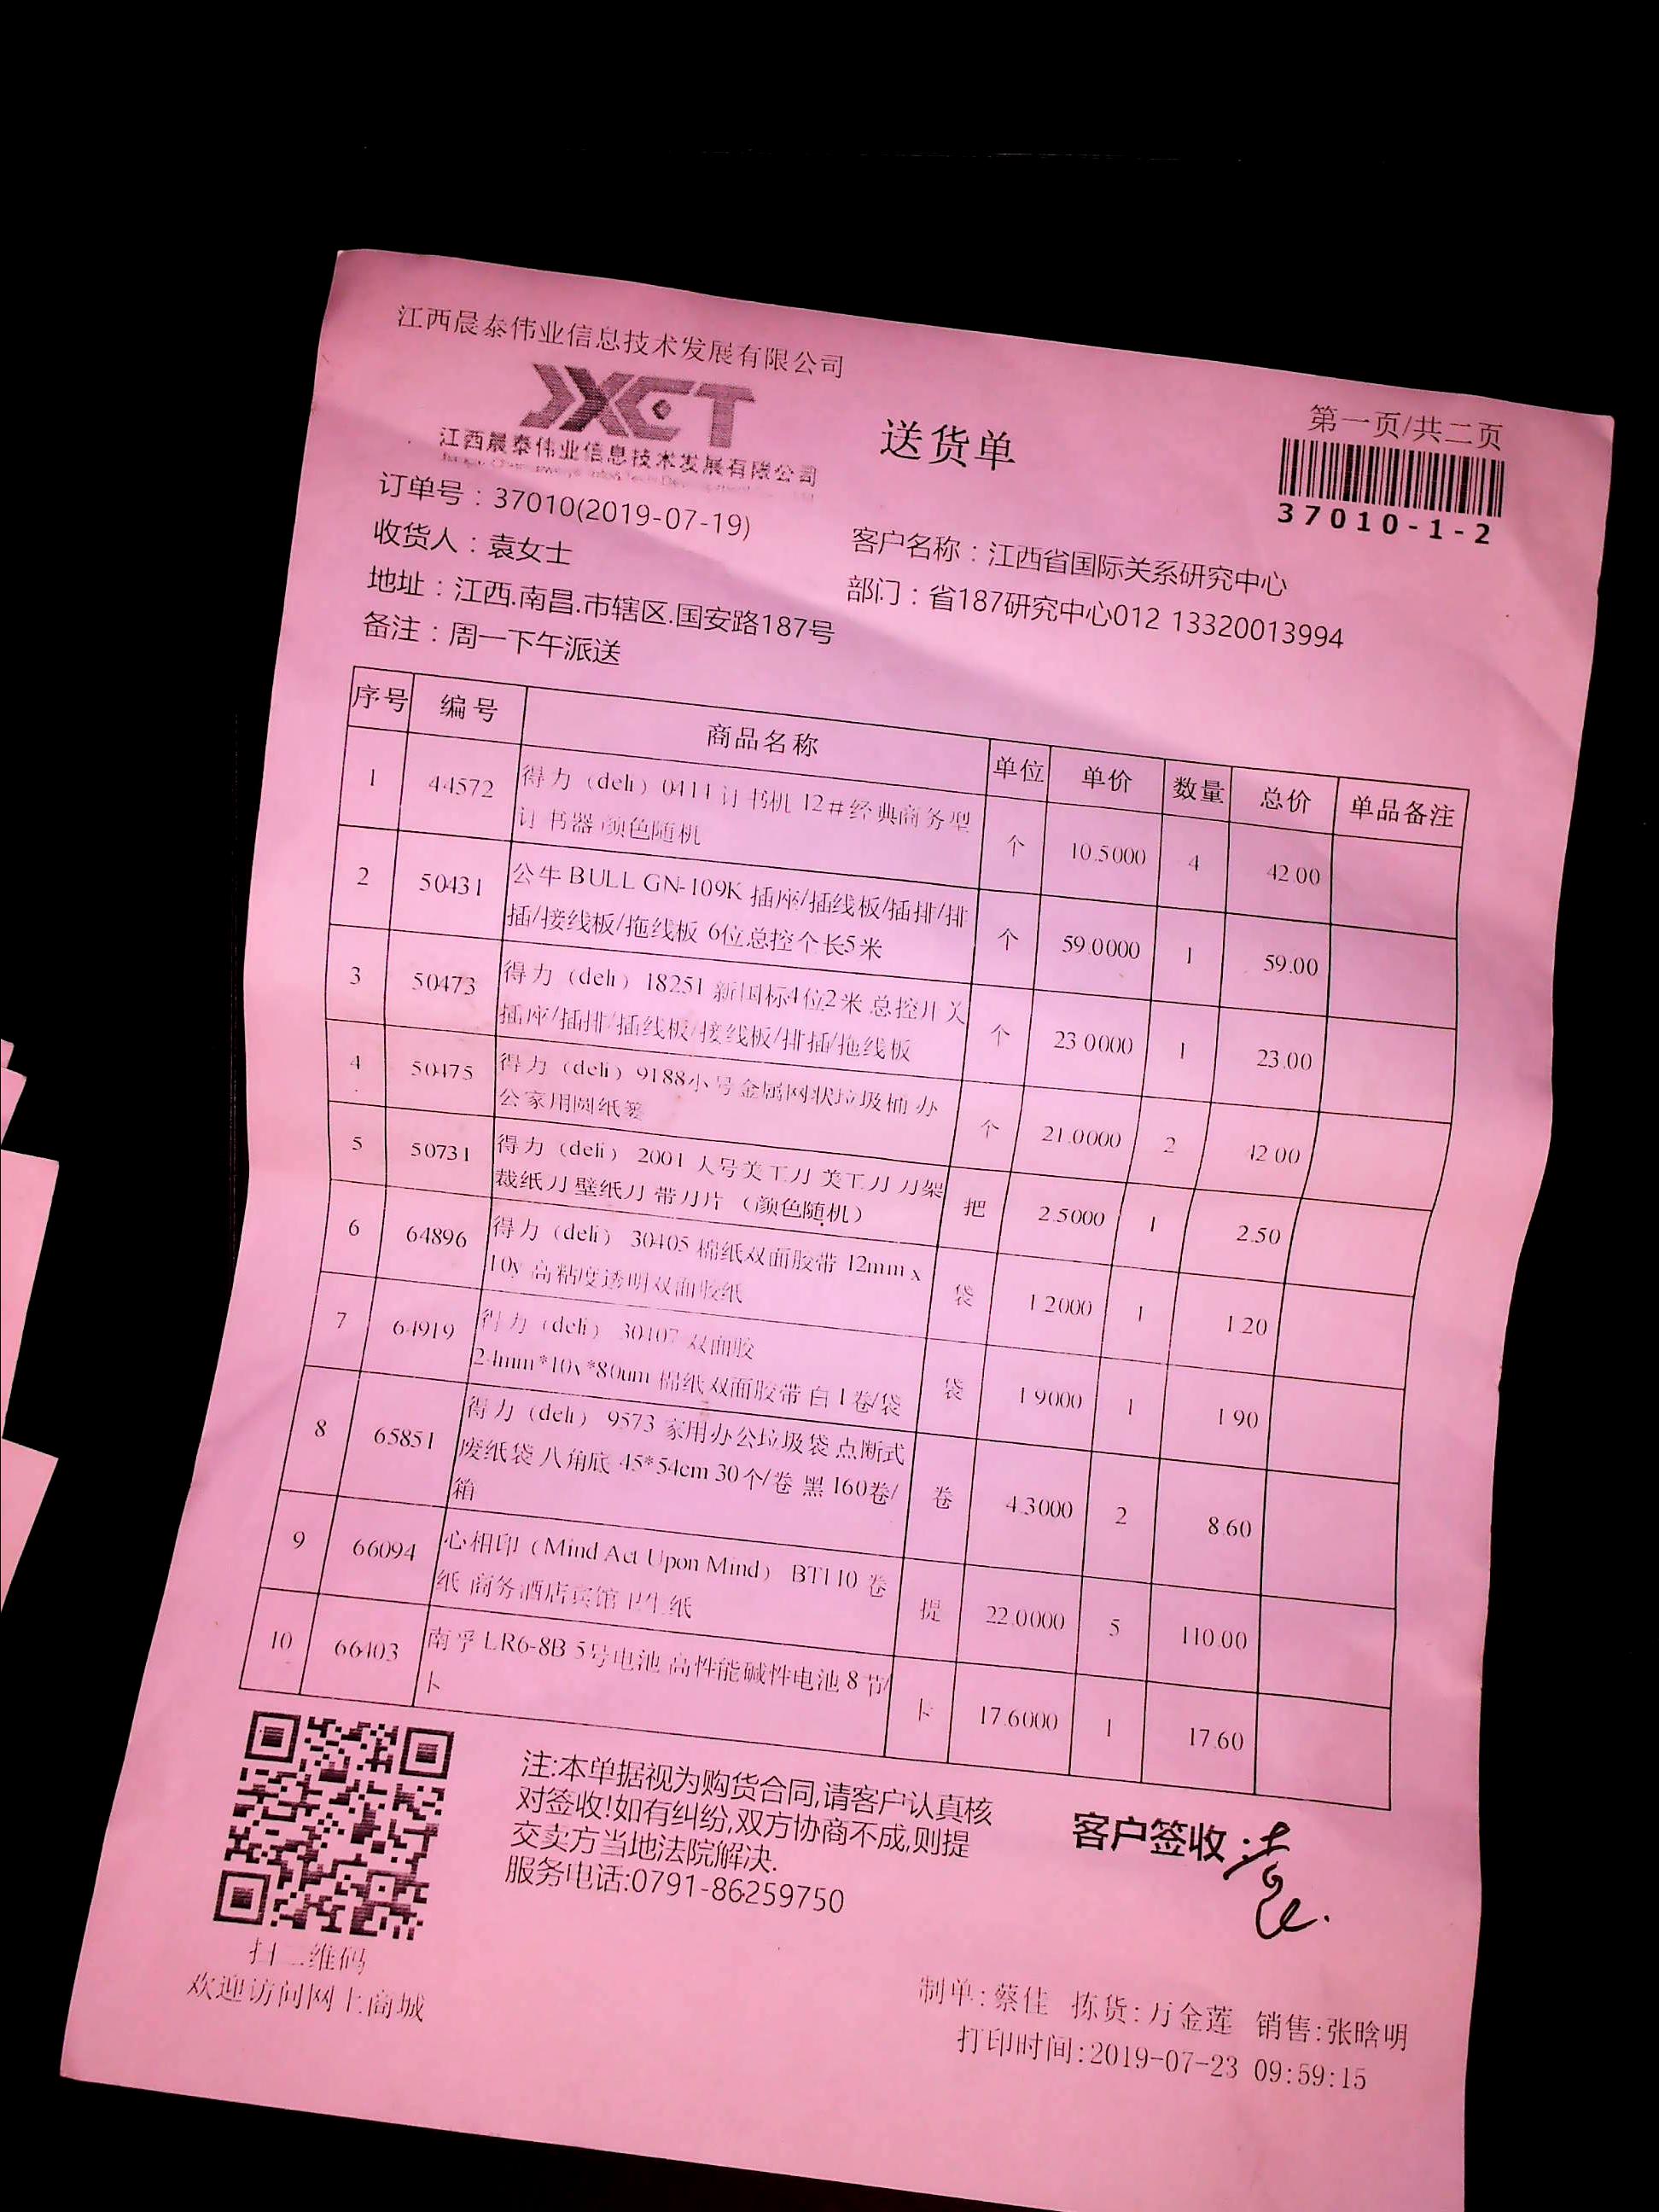 江西晨泰伟业信息技术发展有限公司
JXCT
江西晨泰伟业信息技术发展有限公司
送货单
第一页/共二页
37010-1-2
订单号：37010(2019-07-19)
收货人：袁女士
客户名称：江西省国际关系研究中心
地址：江西.南昌.市辖区.国安路187号
部门：省187研究中心012 13320013994
备注：周一下午派送
序号 编号 商品名称 单位 单价 数量 总价 单品备注
1 44572 得力（deli）0414 订书机 12#经典商务型 个 10.5000 4 42.00
订书器 颜色随机
2 50431 公牛 BULL GN-109K 插座/插线板/插排/排 个 59.0000 1 59.00
插/接线板/拖线板 6位总控个长5米
3 50473 得力（deli）18251 新国标4位2米 总控开关 个 23.0000 1 23.00
插座/插排/插线板/接线板/排插/拖线板
4 50475 得力（deli）9188小号金属网状垃圾桶 办 个 21.0000 2 42.00
公家用圆纸篓
5 50731 得力（deli） 2001 大号美工刀 美工刀 刀架 把 2.5000 1 2.50
裁纸刀 壁纸刀 带刀片 （颜色随机）
6 64896 得力（deli） 30405 棉纸双面胶带 12mm x 袋 1.2000 1 1.20
10y 高粘度透明双面胶纸
7 64919 得力（deli） 30407 双面胶 袋 1.9000 1 1.90
24mm*10x*80um 棉纸双面胶带 白 1卷/袋
8 65851 得力（deli） 9573 家用办公垃圾袋 点断式 卷 4.3000 2 8.60
废纸袋 八角底 45*54cm 30个/卷 黑 160卷/
箱
9 66094 心相印（Mind Act Upon Mind） BT110 卷 提 22.0000 5 110.00
纸 商务酒店宾馆 卫生纸
10 66403 南孚 LR6-8B 5号电池 高性能碱性电池 8节/ 卡 17.6000 1 17.60
卡
注:本单据视为购货合同,请客户认真核
对签收!如有纠纷,双方协商不成,则提
交卖方当地法院解决.
服务电话:0791-86259750
客户签收：
扫二维码
欢迎访问网上商城
制单:蔡佳 拣货:万金莲 销售:张晗明
打印时间:2019-07-23 09:59:15